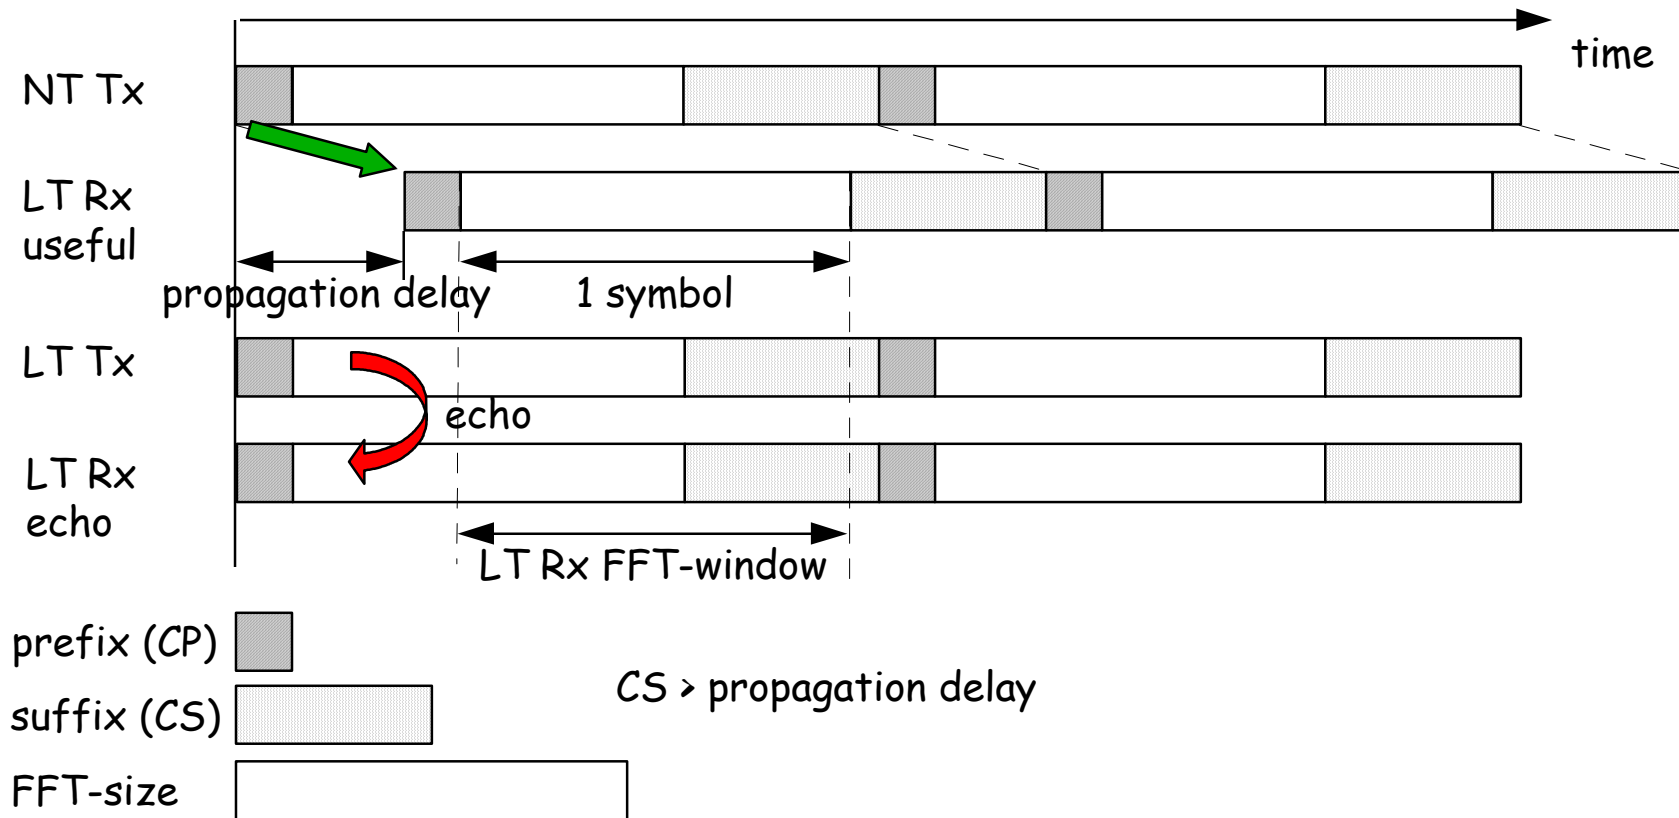 time
NT Tx
LT Rx
useful
propagation delay
1 symbol
LT Tx
echo
LT Rx
echo
LT Rx FFT-window
prefix (CP)
CS > propagation delay
suffix (CS)
FFT-size